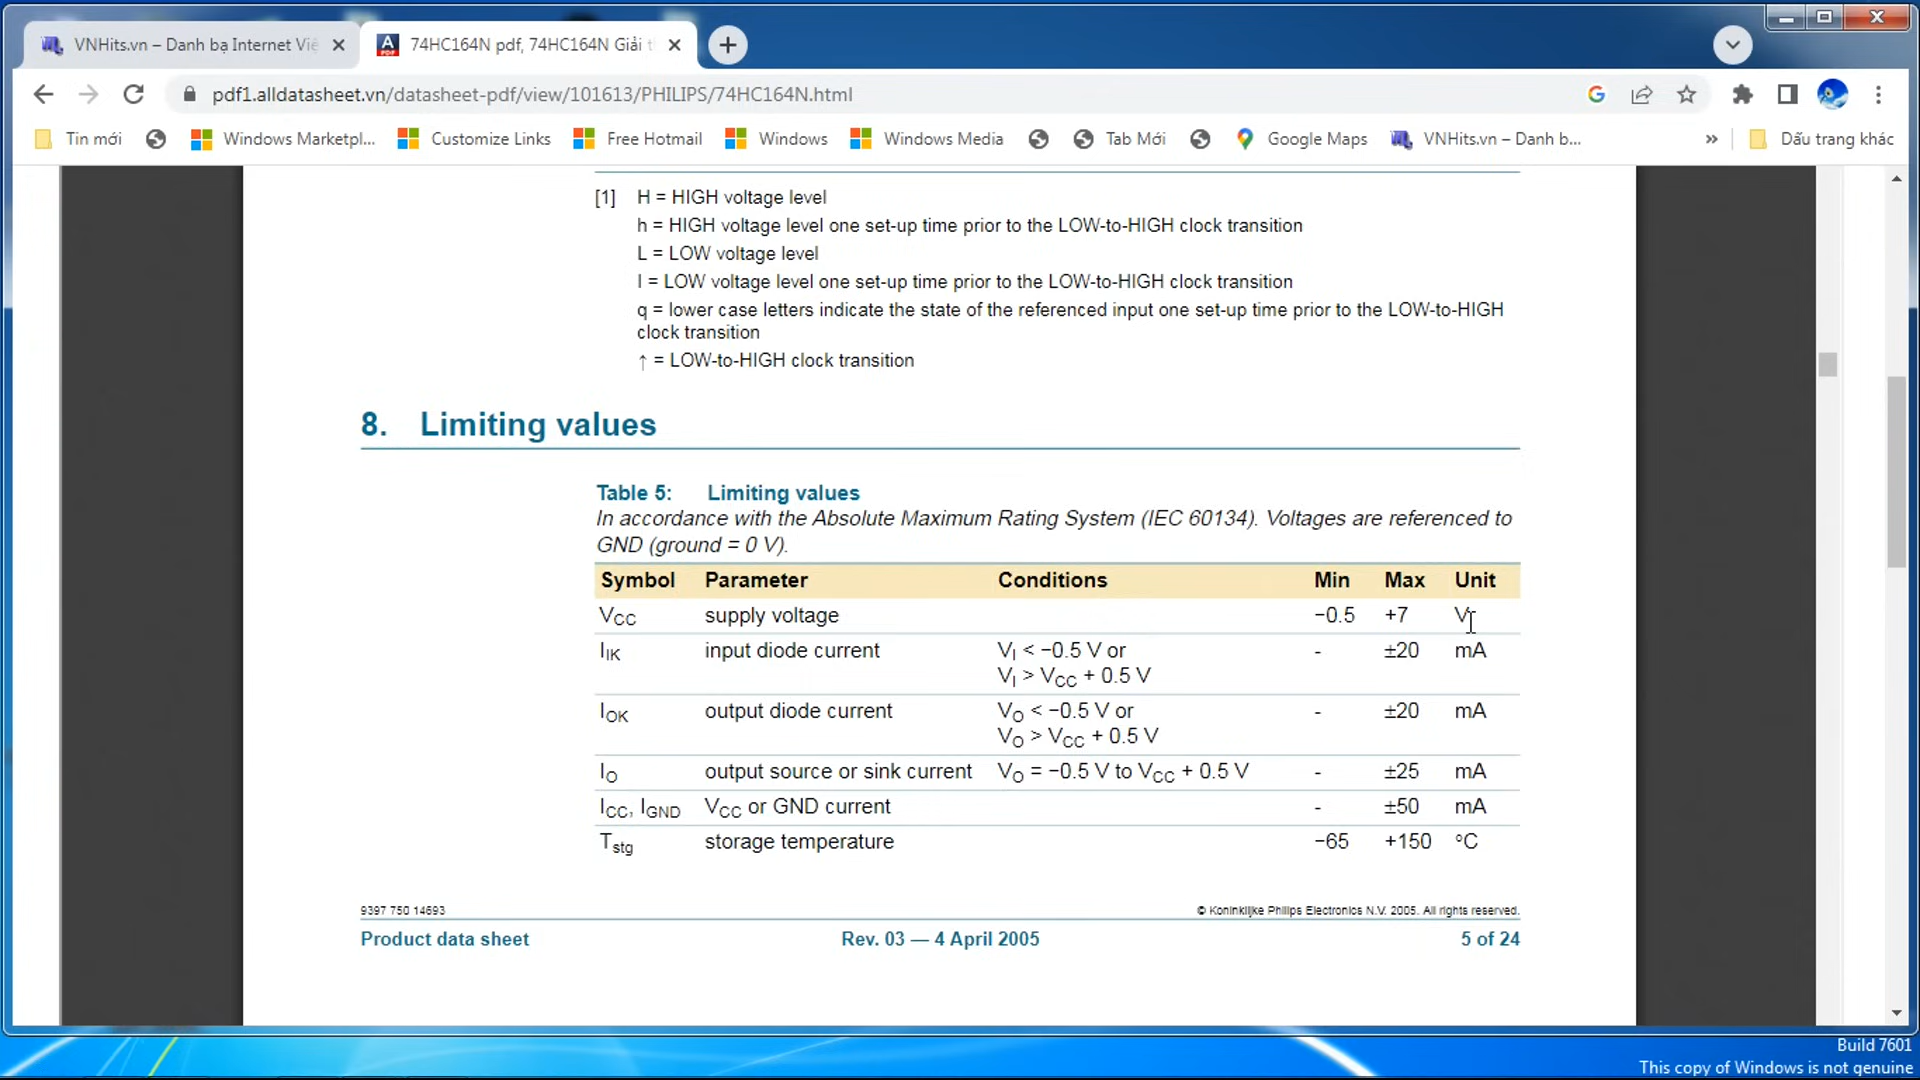 VNHits.vn – Danh bạ Internet Việ
74HC164N pdf, 74HC164N Giải t
pdf1.alldatasheet.vn/datasheet-pdf/view/101613/PHILIPS/74HC164N.html
Tin mới
Windows Marketpl...
Customize Links
Free Hotmail
Windows
Windows Media
Tab Mới
Google Maps
VNHits.vn – Danh b...
»
Dấu trang khác
[1] H = HIGH voltage level
h = HIGH voltage level one set-up time prior to the LOW-to-HIGH clock transition
L = LOW voltage level
l = LOW voltage level one set-up time prior to the LOW-to-HIGH clock transition
q = lower case letters indicate the state of the referenced input one set-up time prior to the LOW-to-HIGH
clock transition
↑ = LOW-to-HIGH clock transition
8. Limiting values
Table 5: Limiting values
In accordance with the Absolute Maximum Rating System (IEC 60134). Voltages are referenced to
GND (ground = 0 V).
Symbol Parameter Conditions Min Max Unit
VCC supply voltage −0.5 +7 V
IIK input diode current VI < −0.5 V or - ±20 mA
VI > VCC + 0.5 V
IOK output diode current VO < −0.5 V or - ±20 mA
VO > VCC + 0.5 V
IO output source or sink current VO = −0.5 V to VCC + 0.5 V - ±25 mA
ICC, IGND VCC or GND current - ±50 mA
Tstg storage temperature −65 +150 °C
9397 750 14693 © Koninklijke Philips Electronics N.V. 2005. All rights reserved.
Product data sheet Rev. 03 — 4 April 2005 5 of 24
Build 7601
This copy of Windows is not genuine